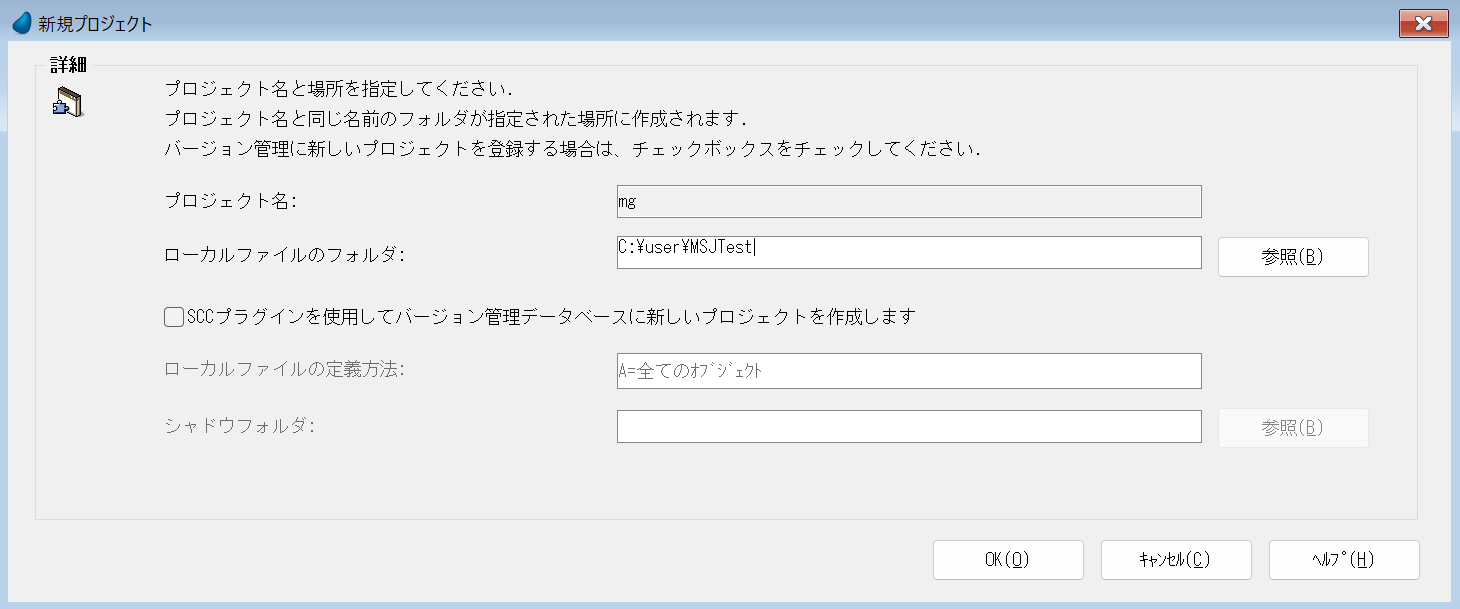 新規プロジェクト
詳細
プロジェクト名と場所を指定してください.
プロジェクト名と同じ名前のフォルダが指定された場所に作成されます.
バージョン管理に新しいプロジェクトを登録する場合は、チェックボックスをチェックしてください.
プロジェクト名: mg
ローカルファイルのフォルダ: C:¥user¥MSJTest 参照(B)
SCCプラグインを使用してバージョン管理データベースに新しいプロジェクトを作成します
ローカルファイルの定義方法: A=全てのｵﾌﾞｼﾞｪｸﾄ
シャドウフォルダ: 参照(B)
OK(O) ｷｬﾝｾﾙ(C) ﾍﾙﾌﾟ(H)